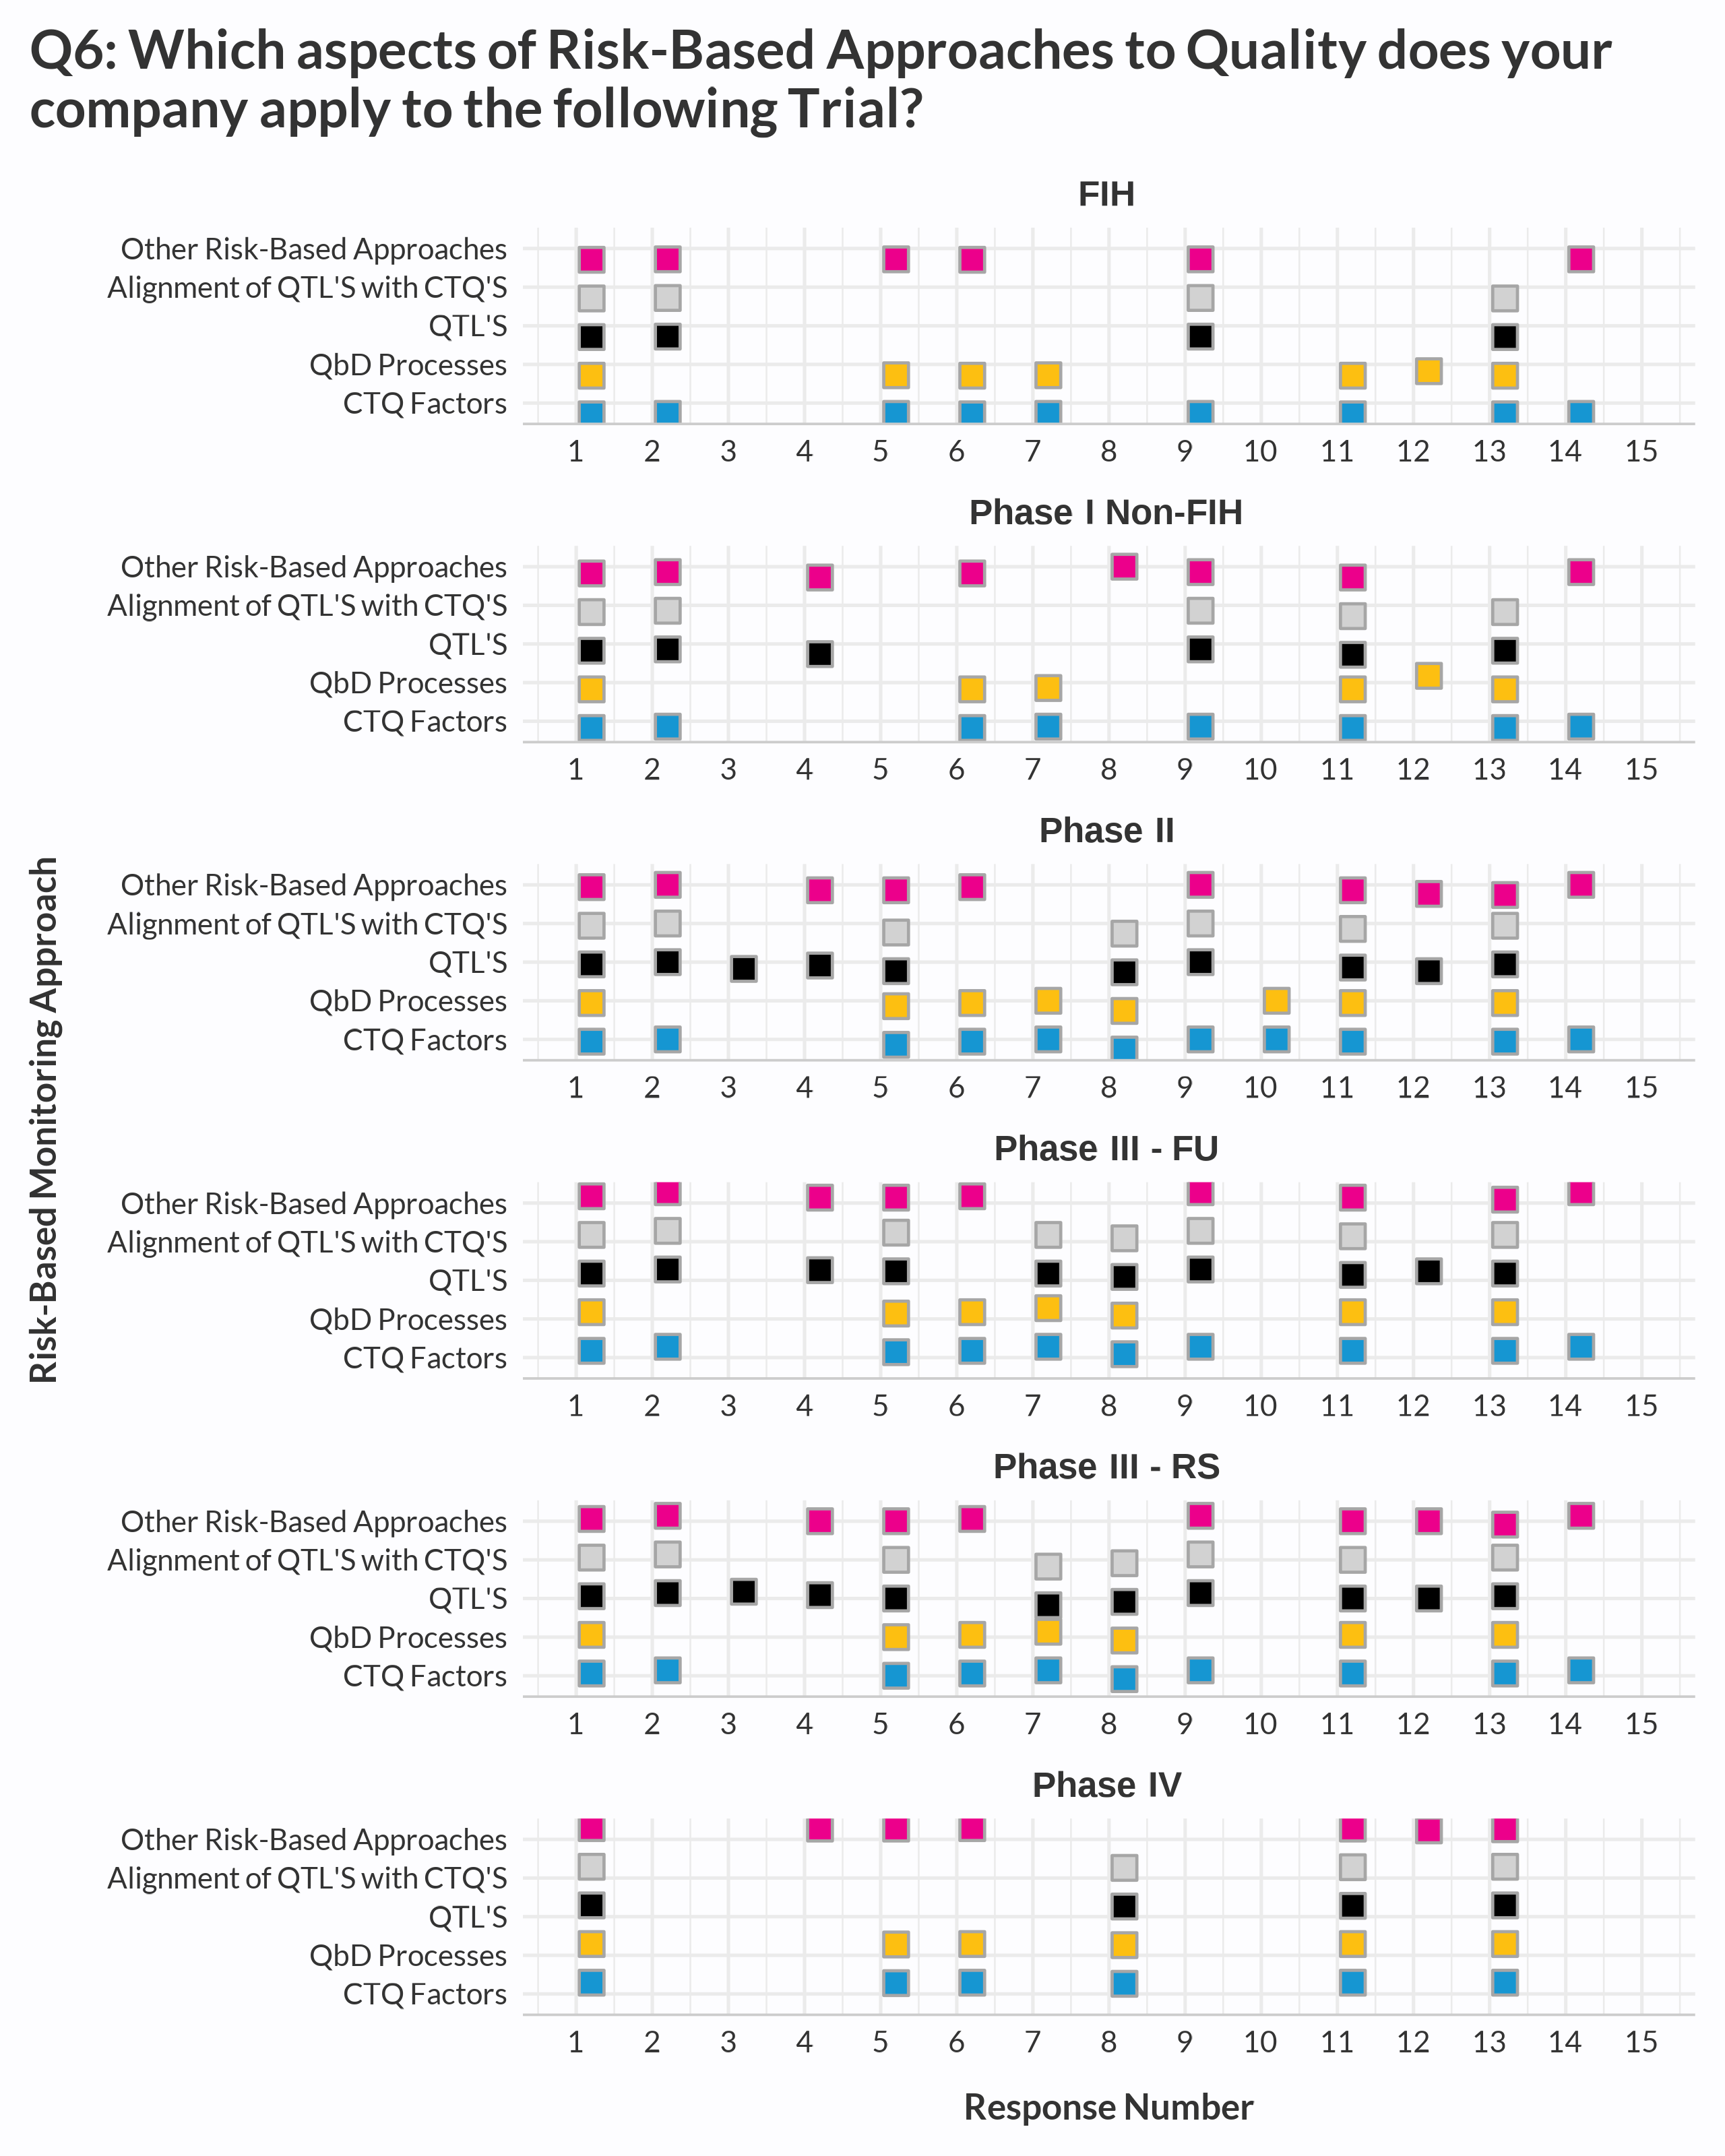 Q6: Which aspects of Risk-Based Approaches to Quality does your
company apply to the following Trial?
Risk-Based Monitoring Approach
FIH
Other Risk-Based Approaches
Alignment of QTL'S with CTQ'S
QTL'S
QbD Processes
CTQ Factors
1 2 3 4 5 6 7 8 9 10 11 12 13 14 15
Phase I Non-FIH
Other Risk-Based Approaches
Alignment of QTL'S with CTQ'S
QTL'S
QbD Processes
CTQ Factors
1 2 3 4 5 6 7 8 9 10 11 12 13 14 15
Phase II
Other Risk-Based Approaches
Alignment of QTL'S with CTQ'S
QTL'S
QbD Processes
CTQ Factors
1 2 3 4 5 6 7 8 9 10 11 12 13 14 15
Phase III - FU
Other Risk-Based Approaches
Alignment of QTL'S with CTQ'S
QTL'S
QbD Processes
CTQ Factors
1 2 3 4 5 6 7 8 9 10 11 12 13 14 15
Phase III - RS
Other Risk-Based Approaches
Alignment of QTL'S with CTQ'S
QTL'S
QbD Processes
CTQ Factors
1 2 3 4 5 6 7 8 9 10 11 12 13 14 15
Phase IV
Other Risk-Based Approaches
Alignment of QTL'S with CTQ'S
QTL'S
QbD Processes
CTQ Factors
1 2 3 4 5 6 7 8 9 10 11 12 13 14 15
Response Number